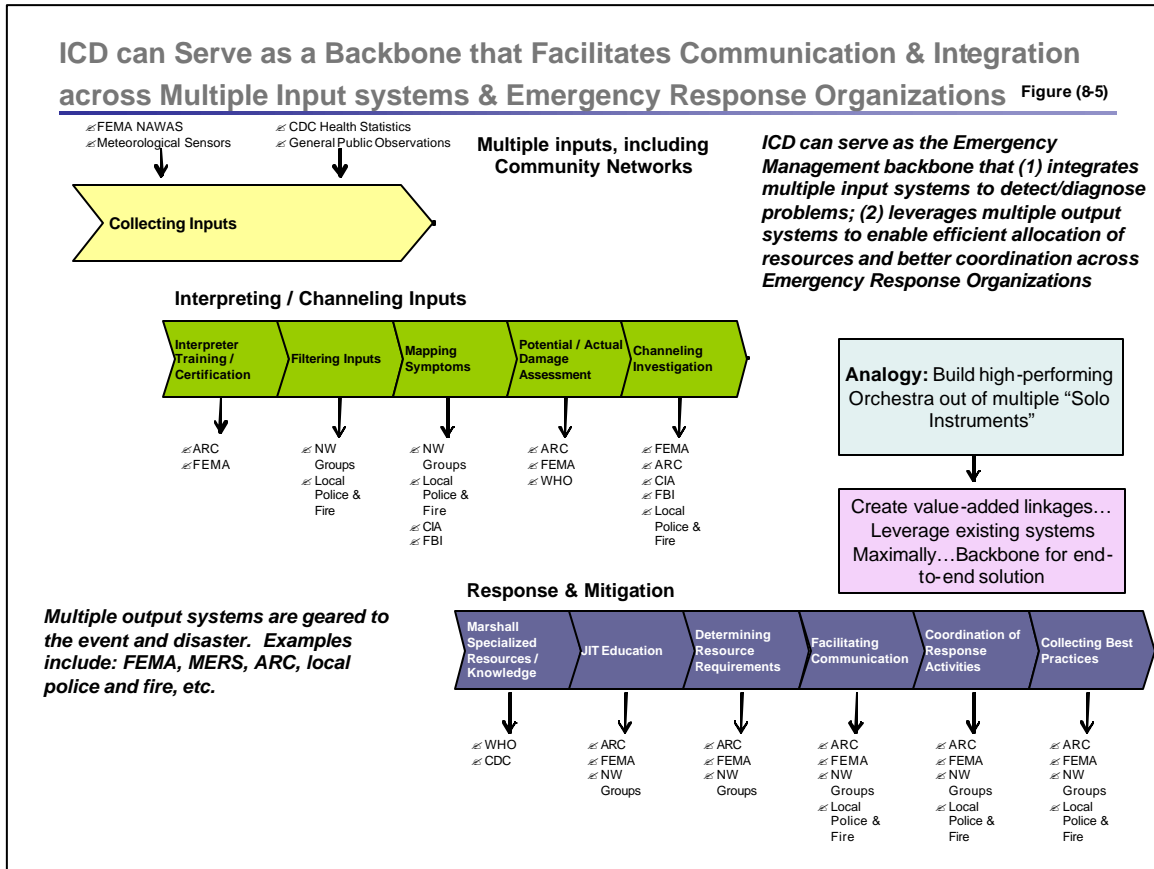 ICD can Serve as a Backbone that Facilitates Communication & Integration
across Multiple Input systems & Emergency Response Organizations Figure (8-5)
FEMA NAWAS
Meteorological Sensors
CDC Health Statistics
General Public Observations
Multiple inputs, including
Community Networks
ICD can serve as the Emergency
Management backbone that (1) integrates
multiple input systems to detect/diagnose
problems; (2) leverages multiple output
systems to enable efficient allocation of
resources and better coordination across
Emergency Response Organizations
Collecting Inputs
Interpreting / Channeling Inputs
Interpreter
Training /
Certification
Filtering Inputs
Mapping
Symptoms
Potential / Actual
Damage
Assessment
Channeling
Investigation
ARC
FEMA
NW
Groups
Local
Police &
Fire
NW
Groups
Local
Police &
Fire
CIA
FBI
ARC
FEMA
WHO
FEMA
ARC
CIA
FBI
Local
Police &
Fire
Analogy: Build high-performing
Orchestra out of multiple “Solo
Instruments”
Create value-added linkages…
Leverage existing systems
Maximally…Backbone for end-
to-end solution
Multiple output systems are geared to
the event and disaster. Examples
include: FEMA, MERS, ARC, local
police and fire, etc.
Response & Mitigation
Marshall
Specialized
Resources /
Knowledge
JIT Education
Determining
Resource
Requirements
Facilitating
Communication
Coordination of
Response
Activities
Collecting Best
Practices
WHO
CDC
ARC
FEMA
NW
Groups
ARC
FEMA
NW
Groups
ARC
FEMA
NW
Groups
Local
Police &
Fire
ARC
FEMA
NW
Groups
Local
Police &
Fire
ARC
FEMA
NW
Groups
Local
Police &
Fire